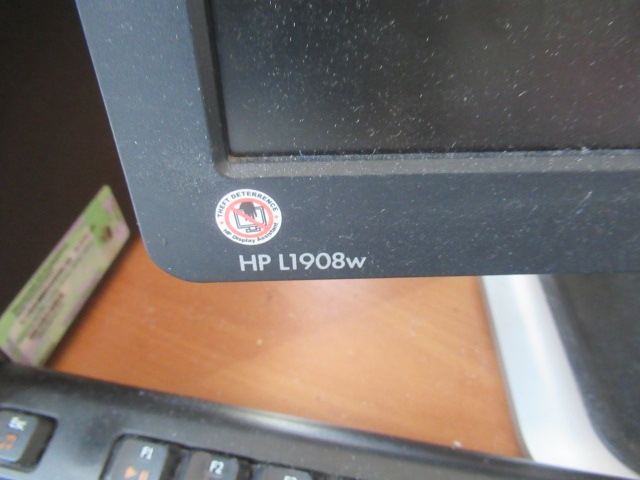 THEFT DETERRENCE
HP Display Assistant
HP L1908w
Esc
F1
F2